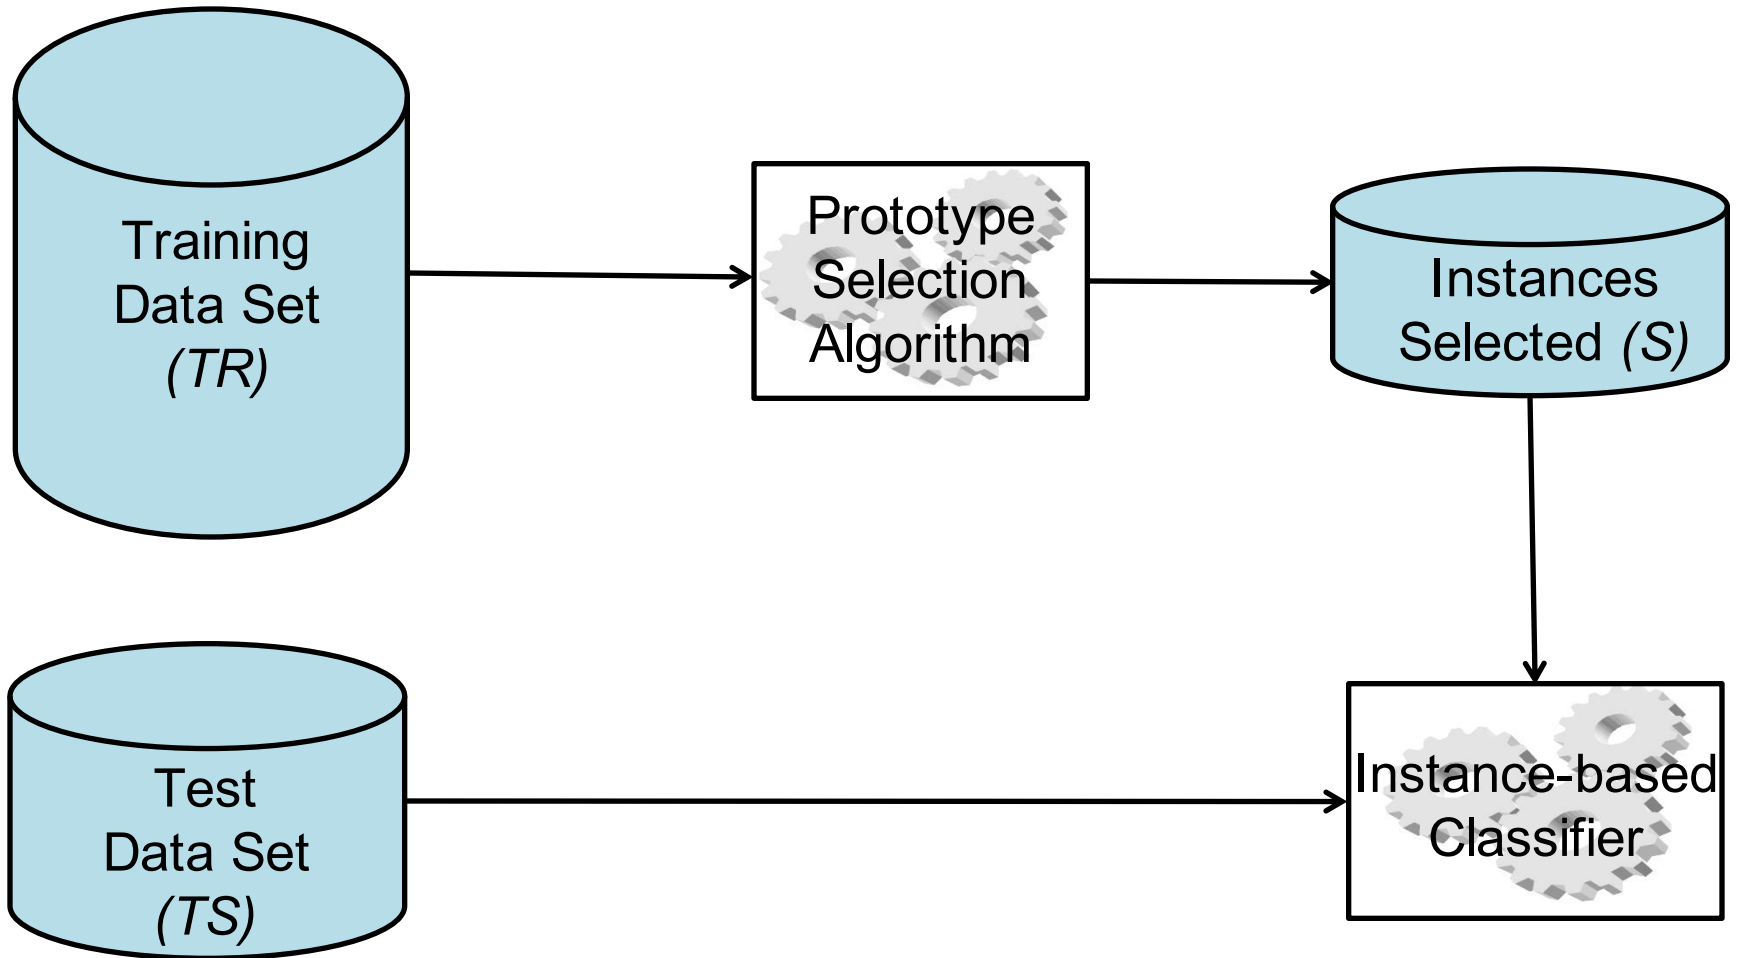 Training
Data Set
(TR)
Prototype
Selection
Algorithm
Instances
Selected (S)
Test
Data Set
(TS)
Instance-based
Classifier